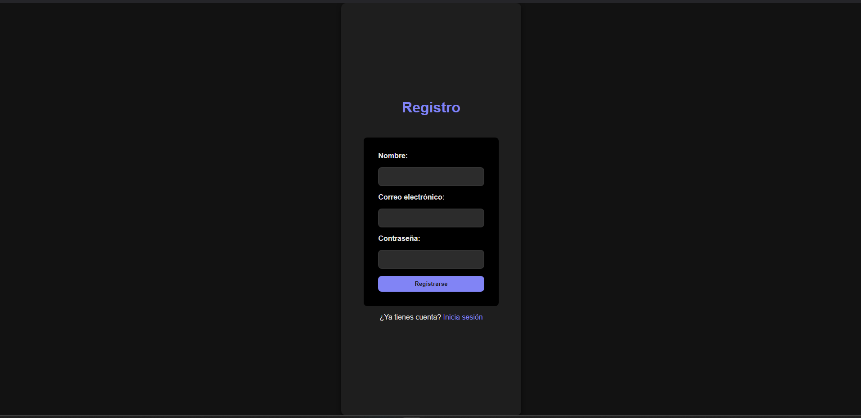 Registro
Nombre:
Correo electrónico:
Contraseña:
Registrarse
¿Ya tienes cuenta? Inicia sesión